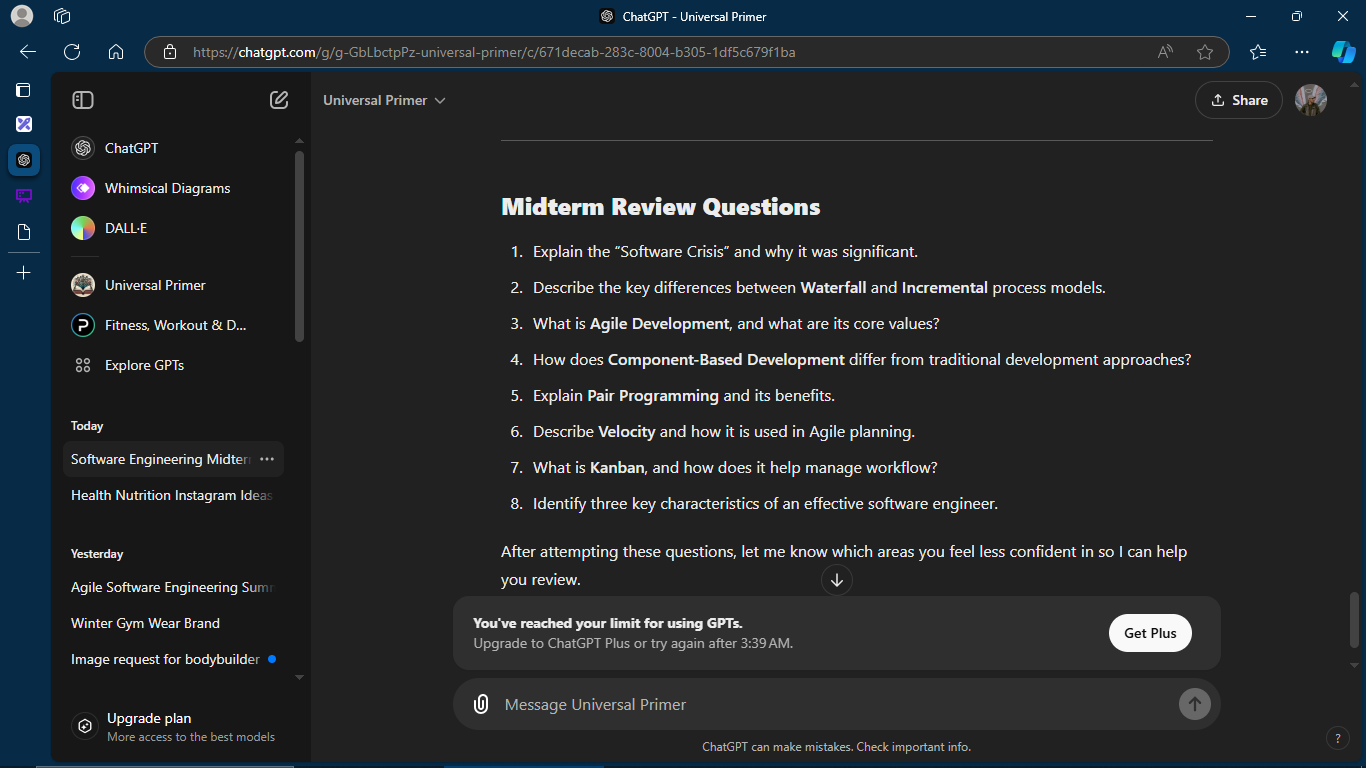 ChatGPT - Universal Primer
https://chatgpt.com/g/g-GbLbctpPz-universal-primer/c/671decab-283c-8004-b305-1df5c679f1ba
Universal Primer
Share
ChatGPT
Whimsical Diagrams
DALL·E
Universal Primer
Fitness, Workout & D...
Explore GPTs
Today
Software Engineering Midter
Health Nutrition Instagram Ideas
Yesterday
Agile Software Engineering Sum
Winter Gym Wear Brand
Image request for bodybuilder
Upgrade plan
More access to the best models
Midterm Review Questions
1. Explain the “Software Crisis” and why it was significant.
2. Describe the key differences between Waterfall and Incremental process models.
3. What is Agile Development, and what are its core values?
4. How does Component-Based Development differ from traditional development approaches?
5. Explain Pair Programming and its benefits.
6. Describe Velocity and how it is used in Agile planning.
7. What is Kanban, and how does it help manage workflow?
8. Identify three key characteristics of an effective software engineer.
After attempting these questions, let me know which areas you feel less confident in so I can help
you review.
You've reached your limit for using GPTs.
Upgrade to ChatGPT Plus or try again after 3:39 AM.
Get Plus
Message Universal Primer
ChatGPT can make mistakes. Check important info.
?